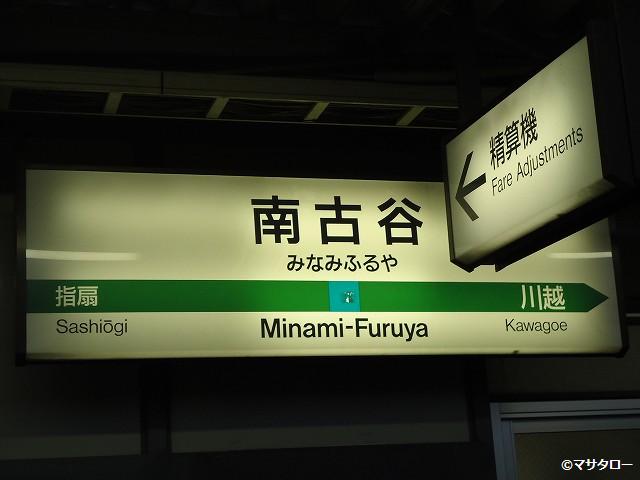 精算機
Fare Adjustments
南古谷
みなみふるや
指扇
川越
Sashiōgi
Minami-Furuya
Kawagoe
©マサタロー